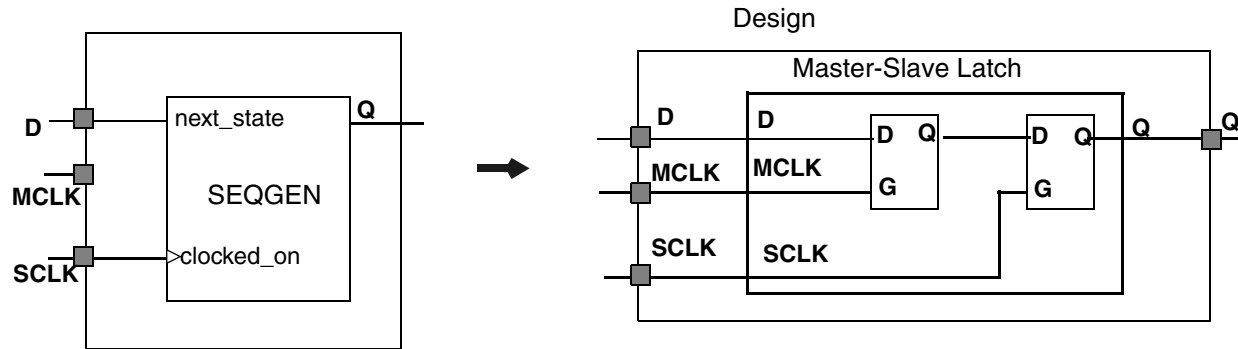 Design
D
next_state
Q
MCLK
SEQGEN
SCLK
clocked_on
Master-Slave Latch
D
D
D
Q
D
Q
Q
Q
MCLK
MCLK
G
G
SCLK
SCLK